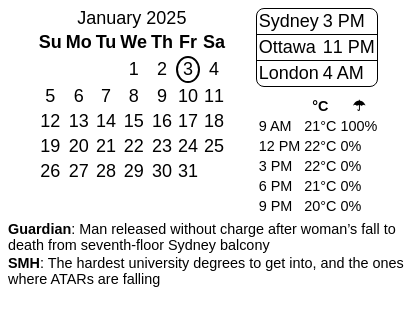 January 2025
Su Mo Tu We Th Fr Sa
1 2 3 4
5 6 7 8 9 10 11
12 13 14 15 16 17 18
19 20 21 22 23 24 25
26 27 28 29 30 31
Sydney 3 PM
Ottawa 11 PM
London 4 AM
°C ☂
9 AM 21°C 100%
12 PM 22°C 0%
3 PM 22°C 0%
6 PM 21°C 0%
9 PM 20°C 0%
Guardian: Man released without charge after woman’s fall to
death from seventh-floor Sydney balcony
SMH: The hardest university degrees to get into, and the ones
where ATARs are falling